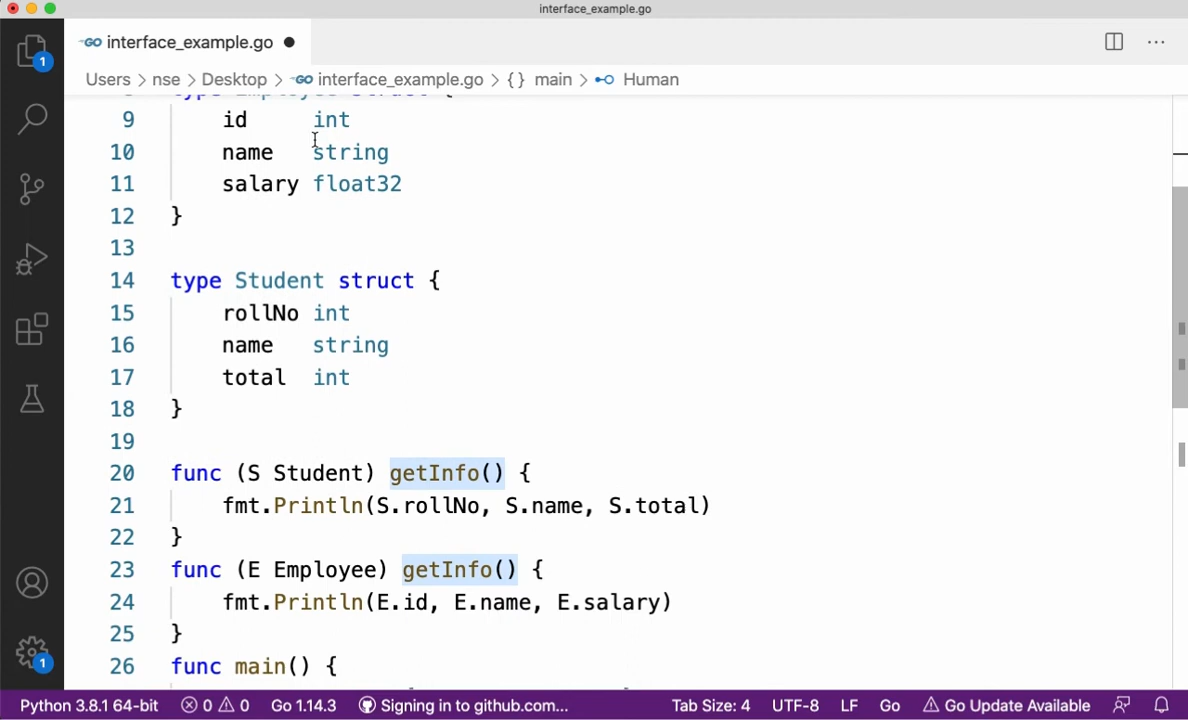 interface_example.go
GO interface_example.go
1
Users > nse > Desktop > GO interface_example.go > {} main > Human
9 id int
10 name string
11 salary float32
12 }
13
14 type Student struct {
15 rollNo int
16 name string
17 total int
18 }
19
20 func (S Student) getInfo() {
21 fmt.Println(S.rollNo, S.name, S.total)
22 }
23 func (E Employee) getInfo() {
24 fmt.Println(E.id, E.name, E.salary)
25 }
26 func main() {
1
Python 3.8.1 64-bit 0 0 Go 1.14.3 Signing in to github.com... Tab Size: 4 UTF-8 LF Go Go Update Available